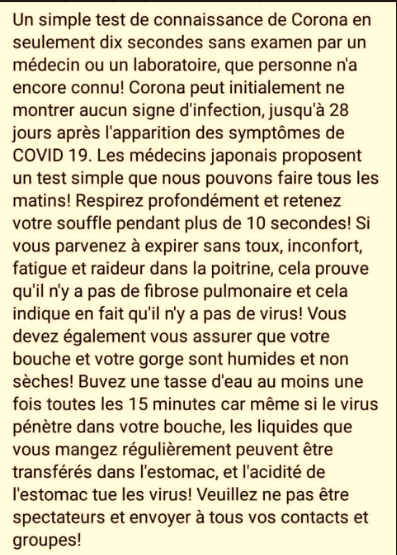 Un simple test de connaissance de Corona en
seulement dix secondes sans examen par un
médecin ou un laboratoire, que personne n'a
encore connu! Corona peut initialement ne
montrer aucun signe d'infection, jusqu'à 28
jours après l'apparition des symptômes de
COVID 19. Les médecins japonais proposent
un test simple que nous pouvons faire tous les
matins! Respirez profondément et retenez
votre souffle pendant plus de 10 secondes! Si
vous parvenez à expirer sans toux, inconfort,
fatigue et raideur dans la poitrine, cela prouve
qu'il n'y a pas de fibrose pulmonaire et cela
indique en fait qu'il n'y a pas de virus! Vous
devez également vous assurer que votre
bouche et votre gorge sont humides et non
sèches! Buvez une tasse d'eau au moins une
fois toutes les 15 minutes car même si le virus
pénètre dans votre bouche, les liquides que
vous mangez régulièrement peuvent être
transférés dans l'estomac, et l'acidité de
l'estomac tue les virus! Veuillez ne pas être
spectateurs et envoyer à tous vos contacts et
groupes!